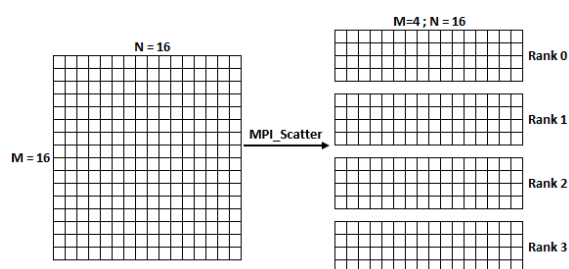 N = 16
M = 16
MPI_Scatter
M=4 ; N = 16
Rank 0
Rank 1
Rank 2
Rank 3